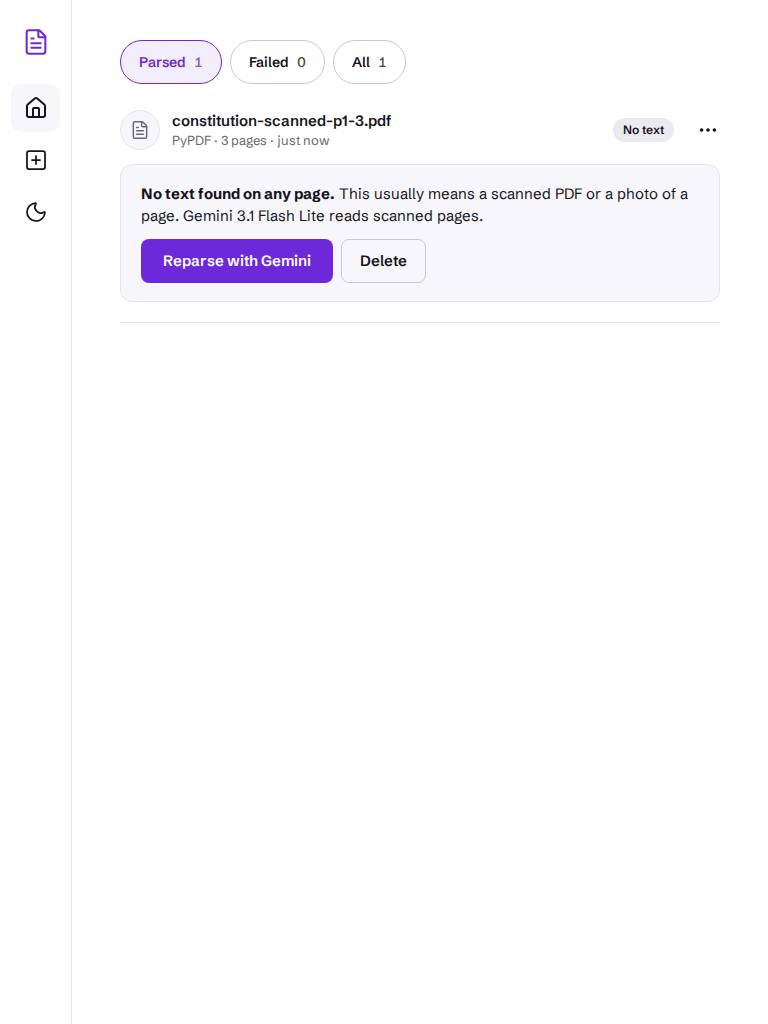 Parsed 1 Failed 0 All 1
constitution-scanned-p1-3.pdf
PyPDF · 3 pages · just now
No text
No text found on any page. This usually means a scanned PDF or a photo of a
page. Gemini 3.1 Flash Lite reads scanned pages.
Reparse with Gemini Delete